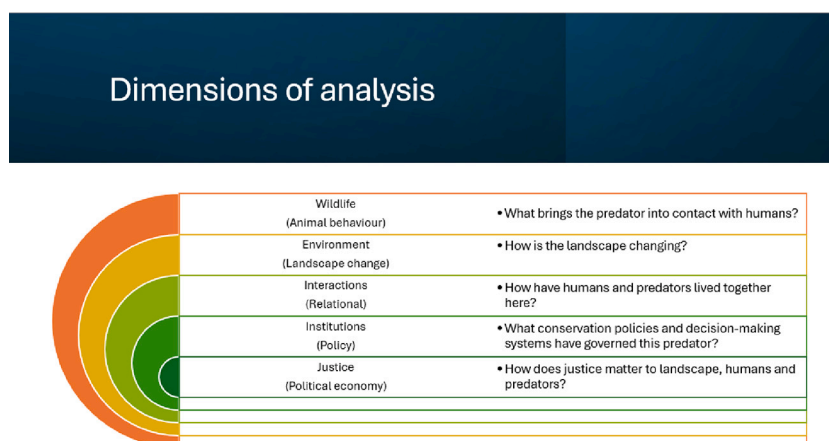 Dimensions of analysis
Wildlife
(Animal behaviour)
• What brings the predator into contact with humans?
Environment
(Landscape change)
• How is the landscape changing?
Interactions
(Relational)
• How have humans and predators lived together
here?
Institutions
(Policy)
• What conservation policies and decision-making
systems have governed this predator?
Justice
(Political economy)
• How does justice matter to landscape, humans and
predators?